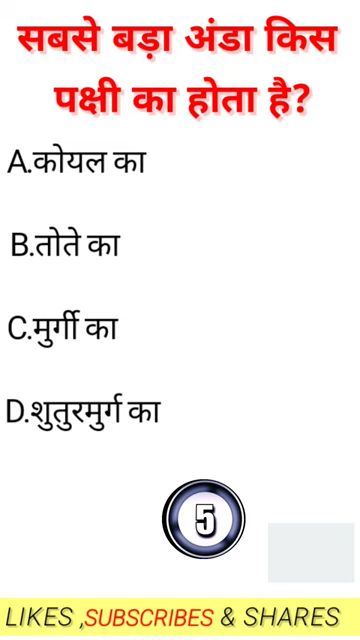 सबसे बड़ा अंडा किस
पक्षी का होता है?
A.कोयल का
B.तोते का
C.मुर्गी का
D.शुतुरमुर्ग का
5
LIKES ,SUBSCRIBES & SHARES